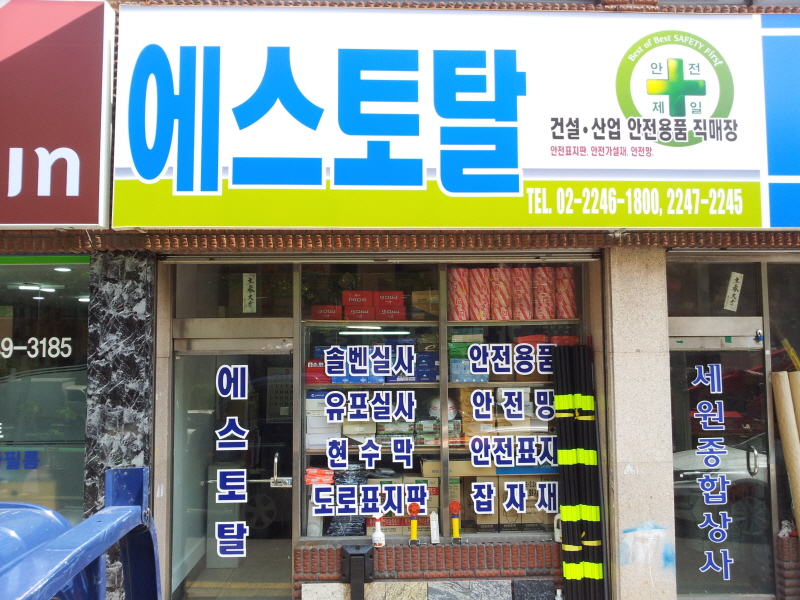 un
에스토탈
Best of Best SAFETY First
안전
제일
건설·산업 안전용품 직매장
안전표지판. 안전가설재. 안전망.
TEL. 02-2246-1800, 2247-2245
9-3185
필름
에스토탈
솔벤실사
유포실사
현수막
도로표지판
안전용품
안전망
안전표지
잡자재
세원종합상사